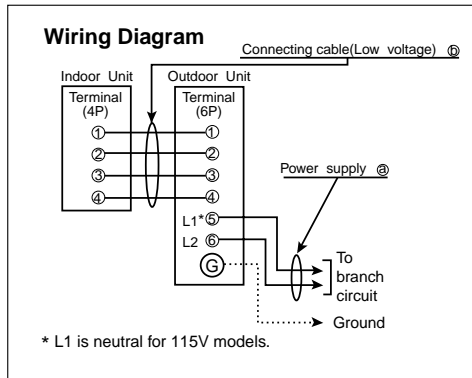 Wiring Diagram
Connecting cable(Low voltage) ⓑ
Indoor Unit
Outdoor Unit
Terminal
(4P)
Terminal
(6P)
① ①
② ②
③ ③
④ ④
L1*⑤
L2 ⑥
G
Power supply ⓐ
To
branch
circuit
Ground
* L1 is neutral for 115V models.